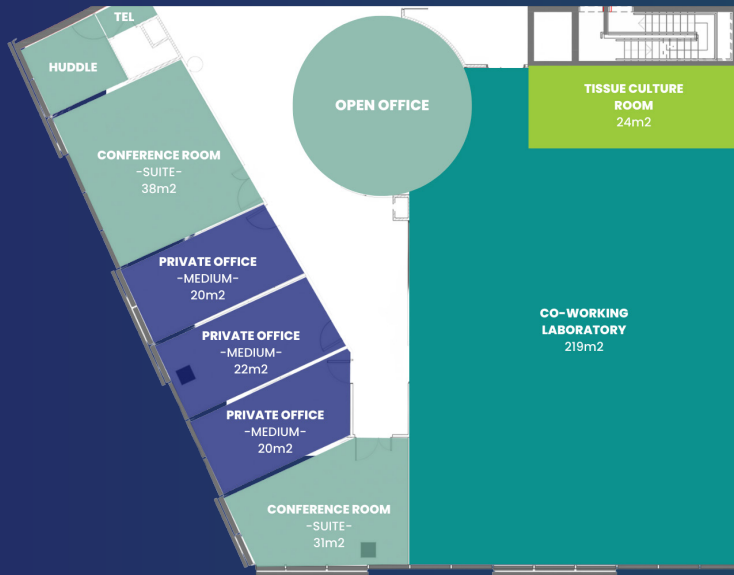 TEL
HUDDLE
OPEN OFFICE
TISSUE CULTURE
ROOM
24m2
CONFERENCE ROOM
-SUITE-
38m2
PRIVATE OFFICE
-MEDIUM-
20m2
CO-WORKING
LABORATORY
219m2
PRIVATE OFFICE
-MEDIUM-
22m2
PRIVATE OFFICE
-MEDIUM-
20m2
CONFERENCE ROOM
-SUITE-
31m2